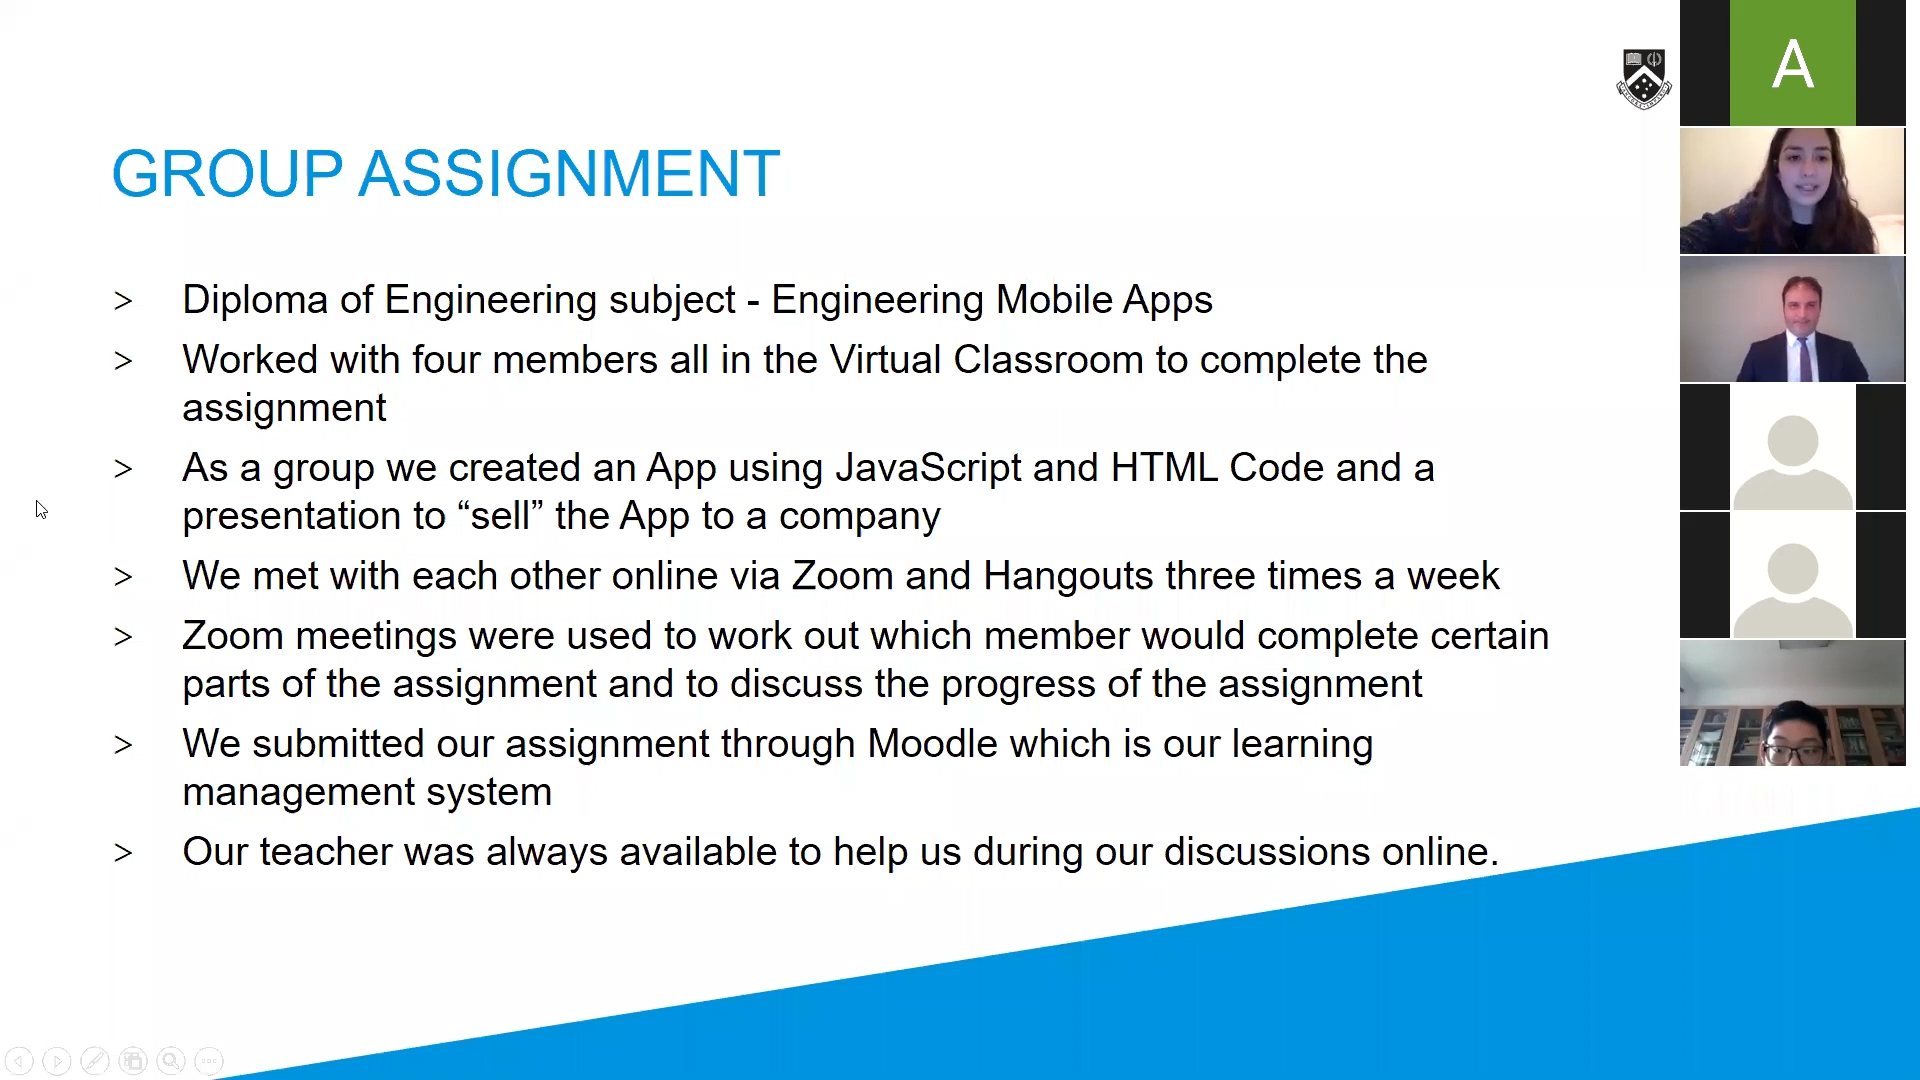 A
GROUP ASSIGNMENT
> Diploma of Engineering subject - Engineering Mobile Apps
> Worked with four members all in the Virtual Classroom to complete the
assignment
> As a group we created an App using JavaScript and HTML Code and a
presentation to “sell” the App to a company
> We met with each other online via Zoom and Hangouts three times a week
> Zoom meetings were used to work out which member would complete certain
parts of the assignment and to discuss the progress of the assignment
> We submitted our assignment through Moodle which is our learning
management system
> Our teacher was always available to help us during our discussions online.